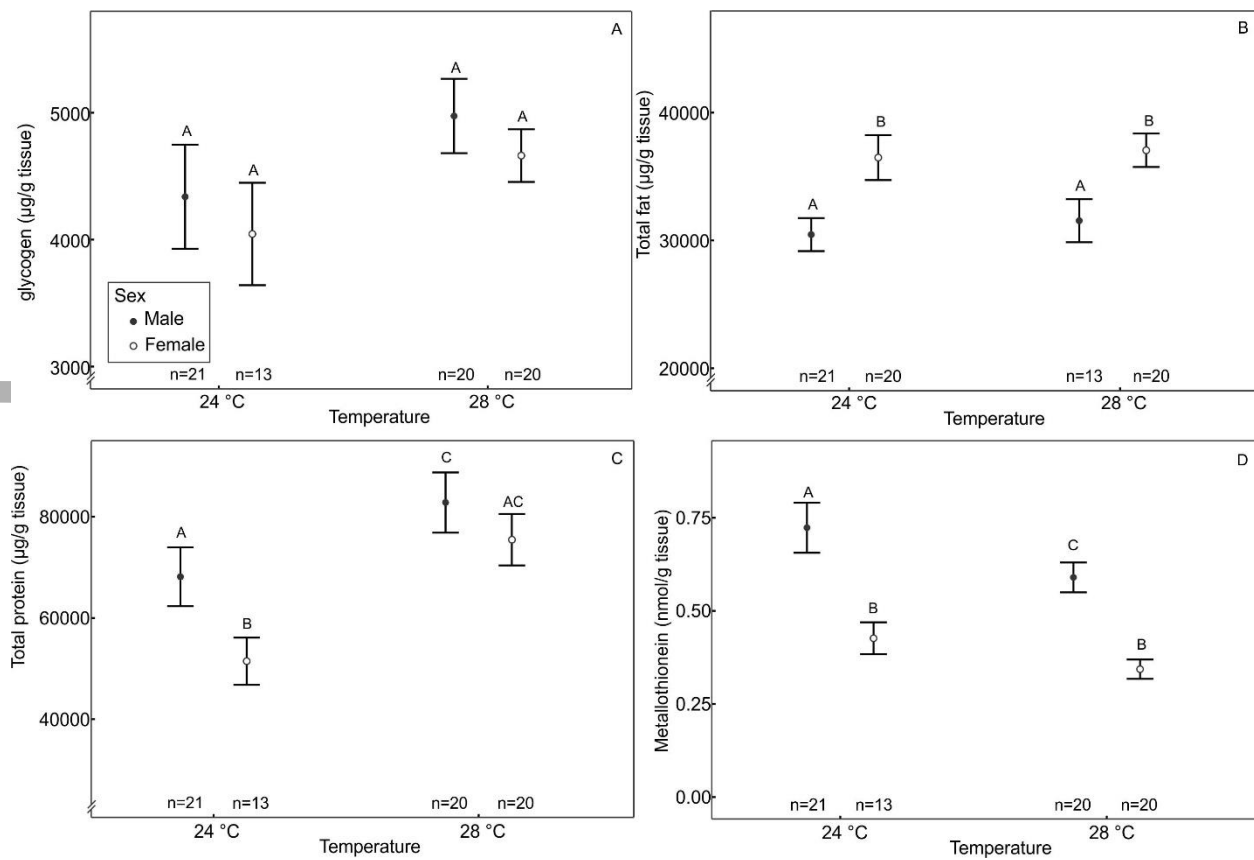 A
glycogen (µg/g tissue)
5000
4000
3000
A
A
A
A
Sex
Male
Female
n=21
n=13
n=20
n=20
24 °C
28 °C
Temperature
B
Total fat (µg/g tissue)
40000
30000
20000
A
B
A
B
n=21
n=20
n=13
n=20
24 °C
28 °C
Temperature
C
Total protein (µg/g tissue)
80000
60000
40000
A
B
C
AC
n=21
n=13
n=20
n=20
24 °C
28 °C
Temperature
D
Metallothionein (nmol/g tissue)
0.75
0.50
0.25
0.00
A
B
C
B
n=21
n=13
n=20
n=20
24 °C
28 °C
Temperature